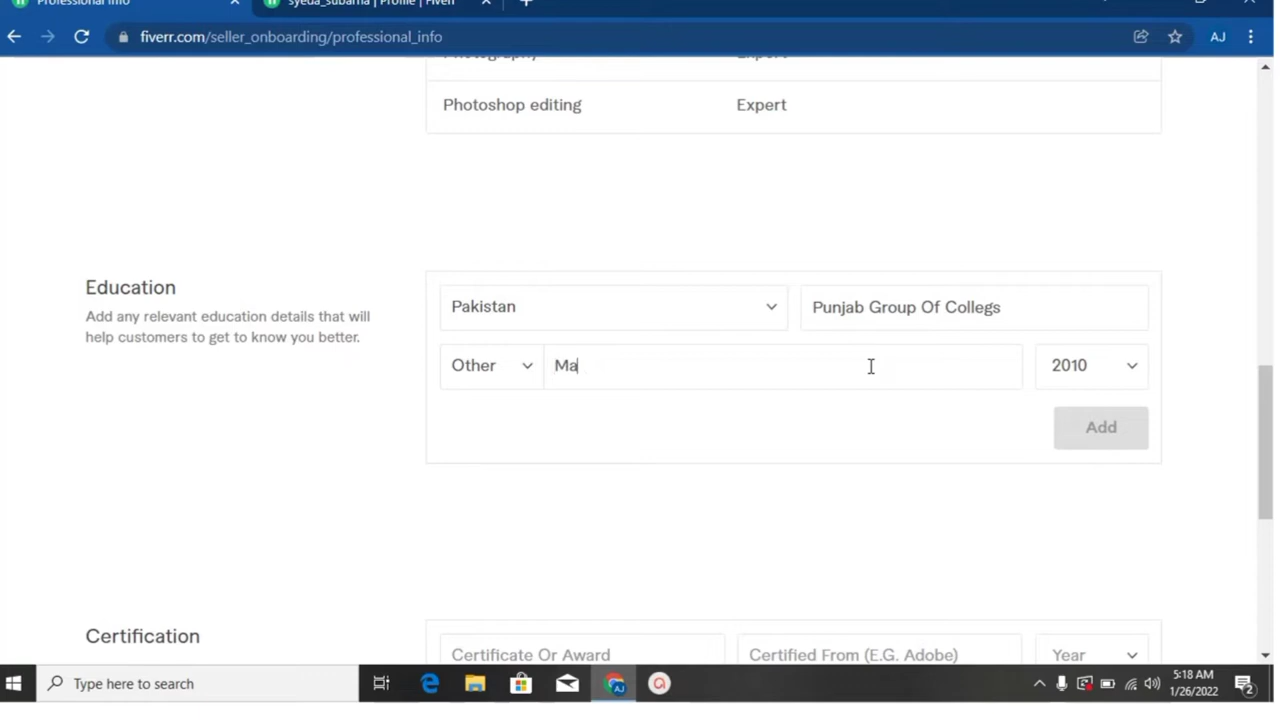 Professional Info
syeda_subarna | Profile | Fiverr
fiverr.com/seller_onboarding/professional_info
AJ
Photography Expert
Photoshop editing Expert
Education
Add any relevant education details that will
help customers to get to know you better.
Pakistan
Punjab Group Of Collegs
Other
Ma
2010
Add
Certification
Certificate Or Award
Certified From (E.G. Adobe)
Year
Type here to search
AJ
5:18 AM
1/26/2022
2